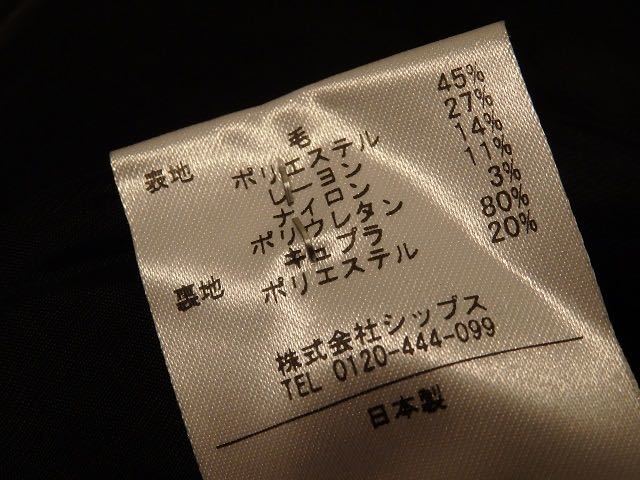 表地 毛 45%
ポリエステル 27%
レーヨン 14%
ナイロン 11%
ポリウレタン 3%
裏地 キュプラ 80%
ポリエステル 20%
株式会社シップス
TEL 0120-444-099
日本製